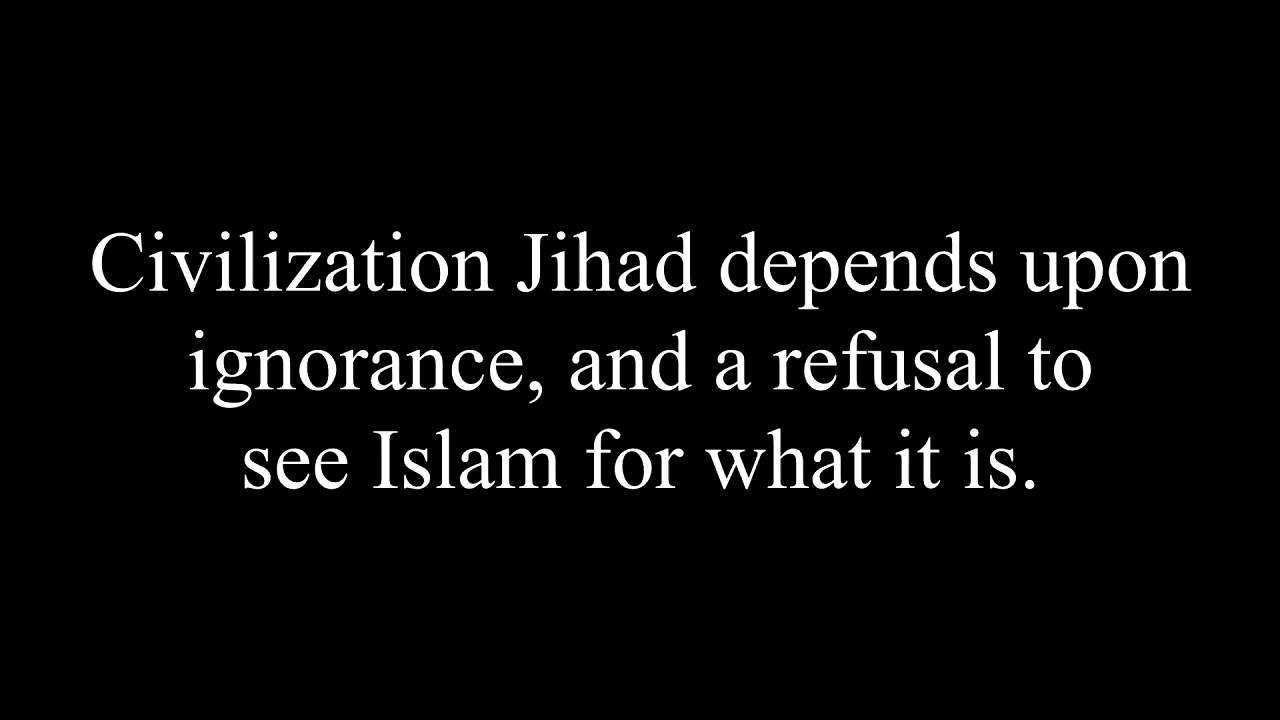 Civilization Jihad depends upon
ignorance, and a refusal to
see Islam for what it is.